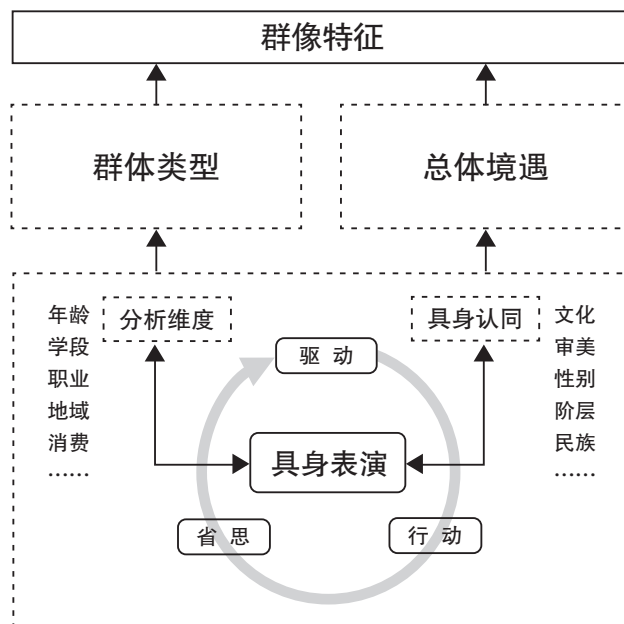 群像特征
群体类型
总体境遇
年龄
学段
职业
地域
消费
……
分析维度
具身认同
文化
审美
性别
阶层
民族
……
驱动
具身表演
省思
行动